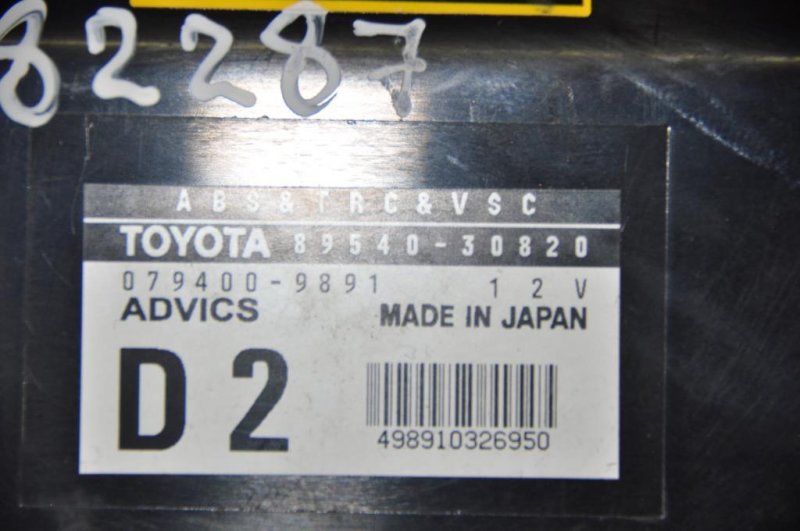 82287
ABS&TRC&VSC
TOYOTA 89540-30820
079400-9891 12V
ADVICS MADE IN JAPAN
D2
498910326950